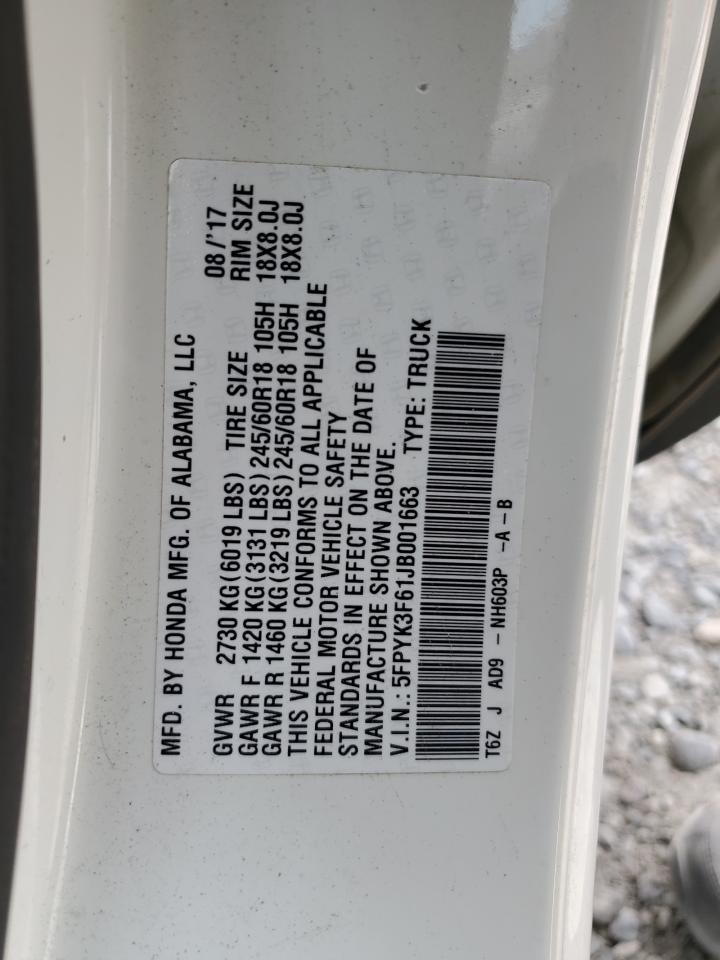 MFD. BY HONDA MFG. OF ALABAMA, LLC 08/'17
GVWR 2730 KG(6019 LBS) TIRE SIZE RIM SIZE
GAWR F 1420 KG(3131 LBS)245/60R18 105H 18X8.0J
GAWR R 1460 KG(3219 LBS)245/60R18 105H 18X8.0J
THIS VEHICLE CONFORMS TO ALL APPLICABLE
FEDERAL MOTOR VEHICLE SAFETY
STANDARDS IN EFFECT ON THE DATE OF
MANUFACTURE SHOWN ABOVE.
V.I.N.: 5FPYK3F61JB001663 TYPE: TRUCK
T6Z J AD9 - NH603P -A-B